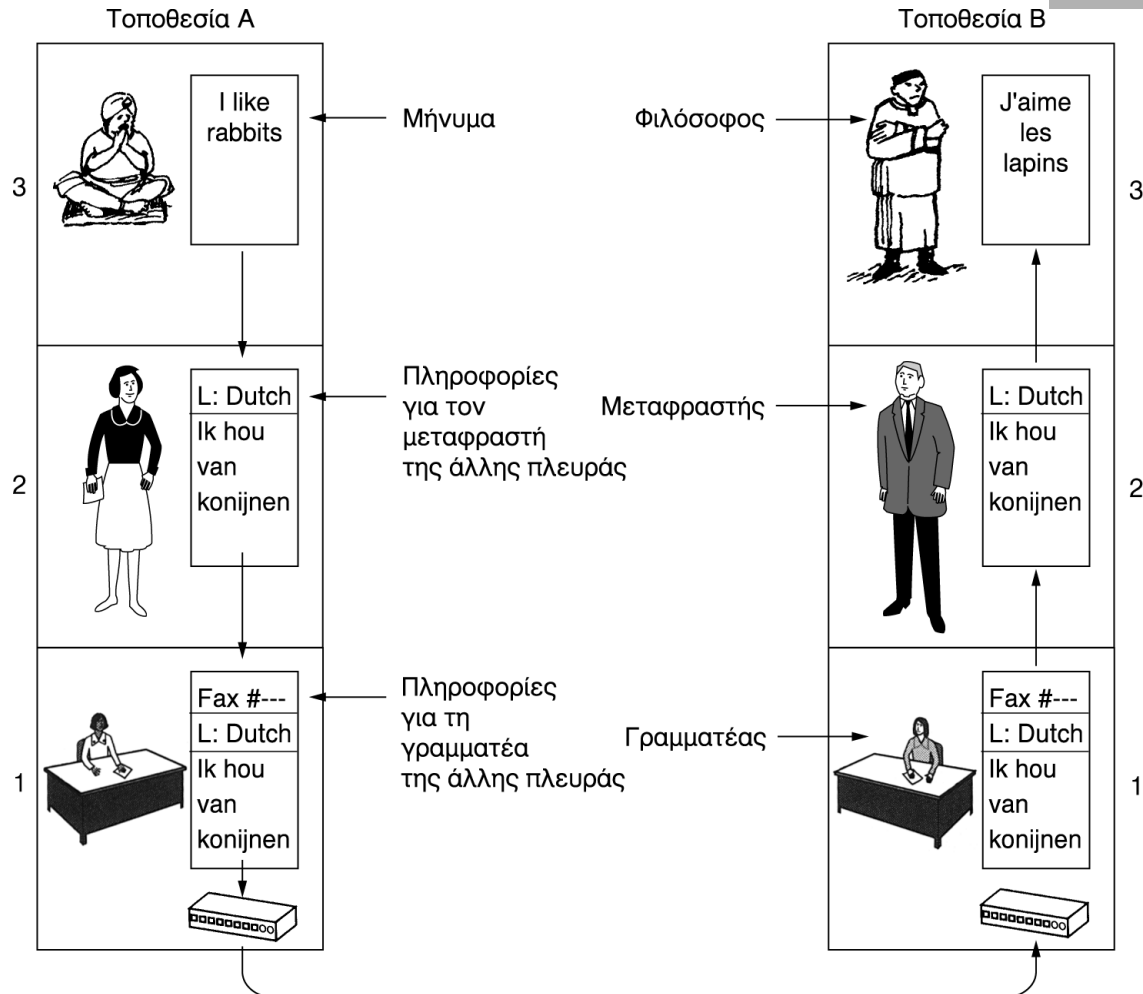 Τοποθεσία A
Τοποθεσία B
I like
rabbits
Μήνυμα
Φιλόσοφος
J'aime
les
lapins
3
3
L: Dutch
Ik hou
van
konijnen
Πληροφορίες
για τον
μεταφραστή
της άλλης πλευράς
Μεταφραστής
L: Dutch
Ik hou
van
konijnen
2
2
Fax #---
L: Dutch
Ik hou
van
konijnen
Πληροφορίες
για τη
γραμματέα
της άλλης πλευράς
Γραμματέας
Fax #---
L: Dutch
Ik hou
van
konijnen
1
1